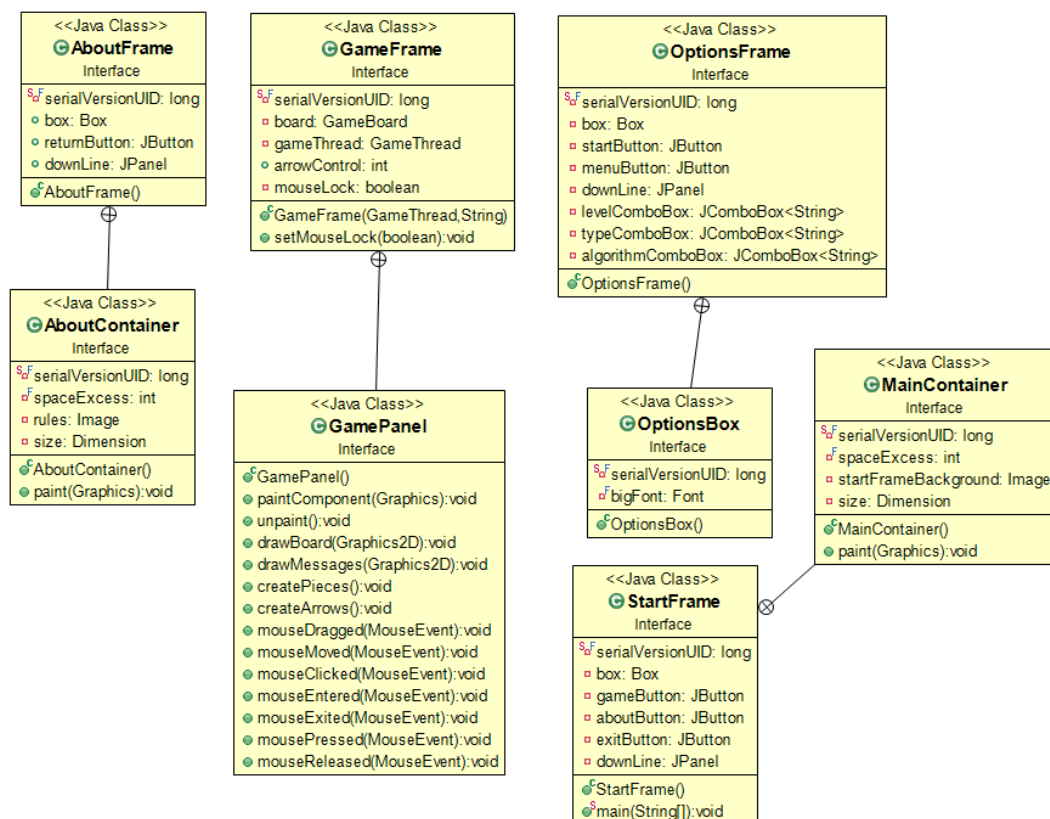 <<Java Class>>
AboutFrame
Interface
serialVersionUID: long
box: Box
returnButton: JButton
downLine: JPanel
AboutFrame()
<<Java Class>>
GameFrame
Interface
serialVersionUID: long
board: GameBoard
gameThread: GameThread
arrowControl: int
mouseLock: boolean
GameFrame(GameThread,String)
setMouseLock(boolean):void
<<Java Class>>
OptionsFrame
Interface
serialVersionUID: long
box: Box
startButton: JButton
menuButton: JButton
downLine: JPanel
levelComboBox: JComboBox<String>
typeComboBox: JComboBox<String>
algorithmComboBox: JComboBox<String>
OptionsFrame()
<<Java Class>>
AboutContainer
Interface
serialVersionUID: long
spaceExcess: int
rules: Image
size: Dimension
AboutContainer()
paint(Graphics):void
<<Java Class>>
GamePanel
Interface
GamePanel()
paintComponent(Graphics):void
unpaint():void
drawBoard(Graphics2D):void
drawMessages(Graphics2D):void
createPieces():void
createArrows():void
mouseDragged(MouseEvent):void
mouseMoved(MouseEvent):void
mouseClicked(MouseEvent):void
mouseEntered(MouseEvent):void
mouseExited(MouseEvent):void
mousePressed(MouseEvent):void
mouseReleased(MouseEvent):void
<<Java Class>>
OptionsBox
Interface
serialVersionUID: long
bigFont: Font
OptionsBox()
<<Java Class>>
MainContainer
Interface
serialVersionUID: long
spaceExcess: int
startFrameBackground: Image
size: Dimension
MainContainer()
paint(Graphics):void
<<Java Class>>
StartFrame
Interface
serialVersionUID: long
box: Box
gameButton: JButton
aboutButton: JButton
exitButton: JButton
downLine: JPanel
StartFrame()
main(String[]):void